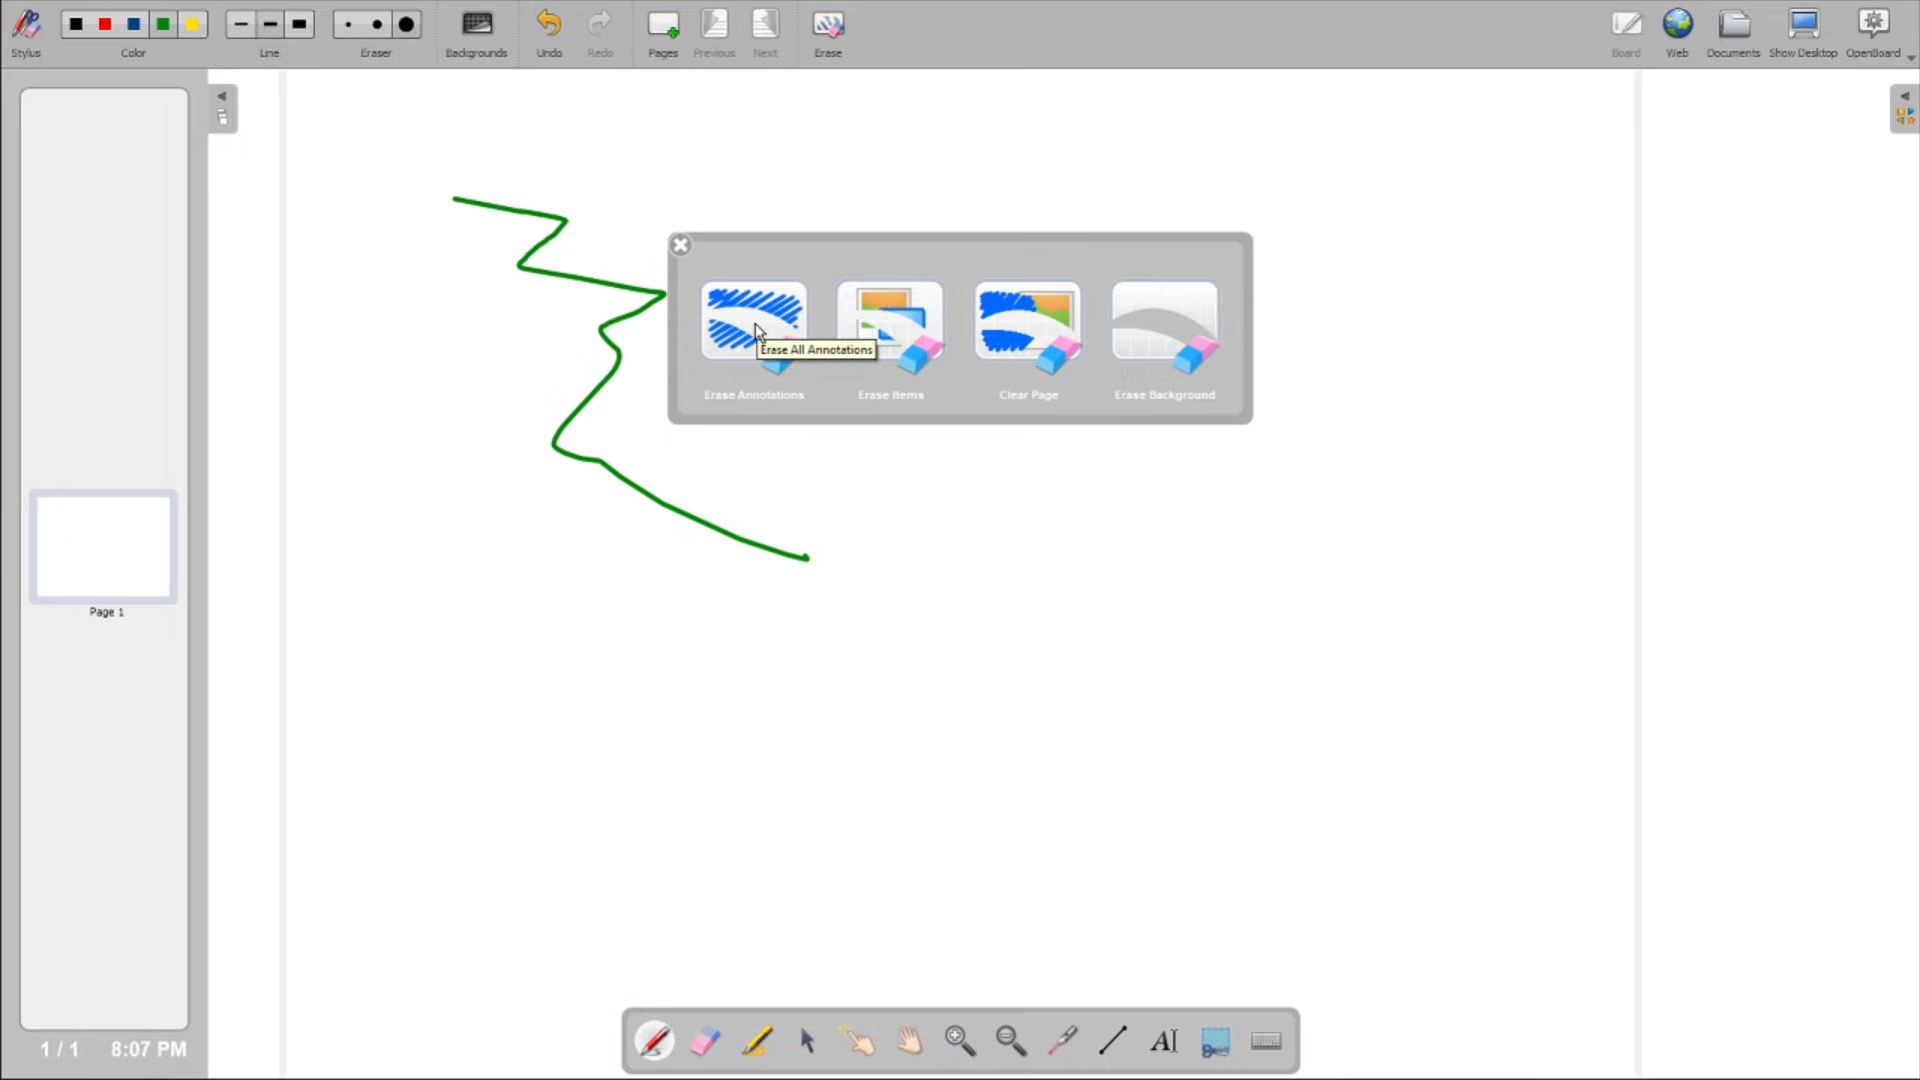 Stylus Color Line Eraser Backgrounds Undo Redo Pages Previous Next Erase Board Web Documents Show Desktop OpenBoard
Erase All Annotations
Erase Annotations Erase Items Clear Page Erase Background
Page 1
AI
1 / 1 8:07 PM